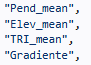 "Pend_mean",
"Elev_mean",
"TRI_mean",
"Gradiente",